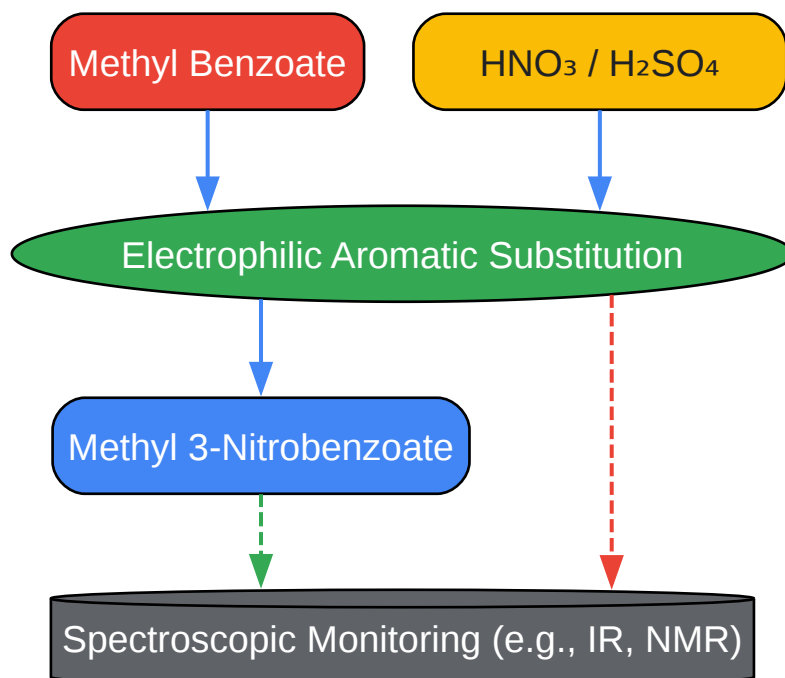 Methyl Benzoate
HNO₃ / H₂SO₄
Electrophilic Aromatic Substitution
Methyl 3-Nitrobenzoate
Spectroscopic Monitoring (e.g., IR, NMR)